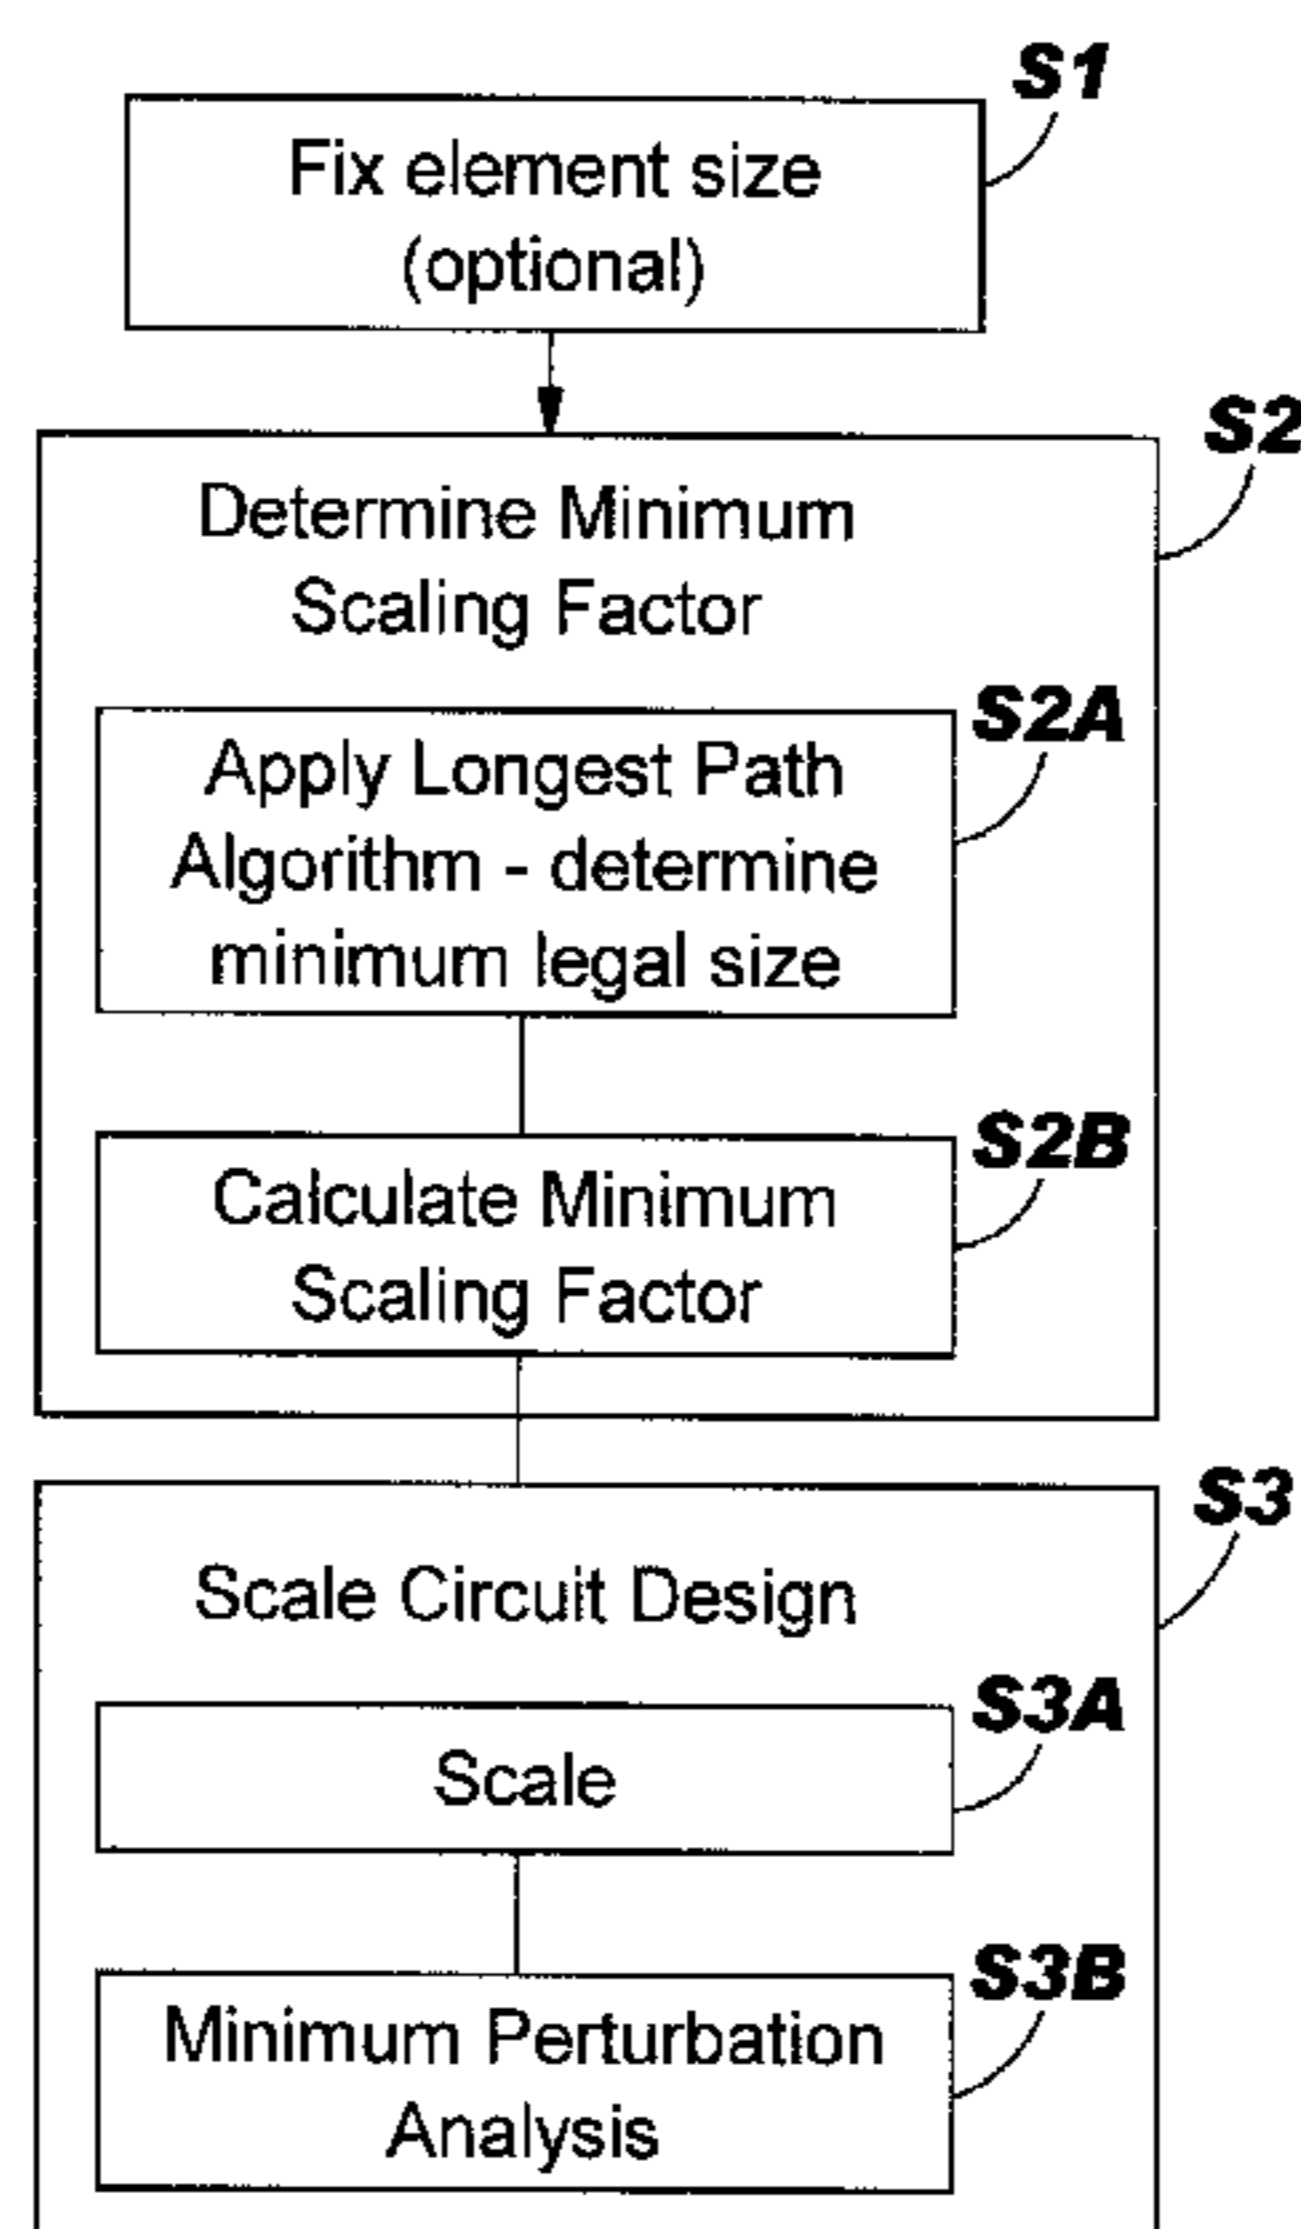 S1
Fix element size
(optional)
S2
Determine Minimum
Scaling Factor
S2A
Apply Longest Path
Algorithm - determine
minimum legal size
S2B
Calculate Minimum
Scaling Factor
S3
Scale Circuit Design
S3A
Scale
S3B
Minimum Perturbation
Analysis